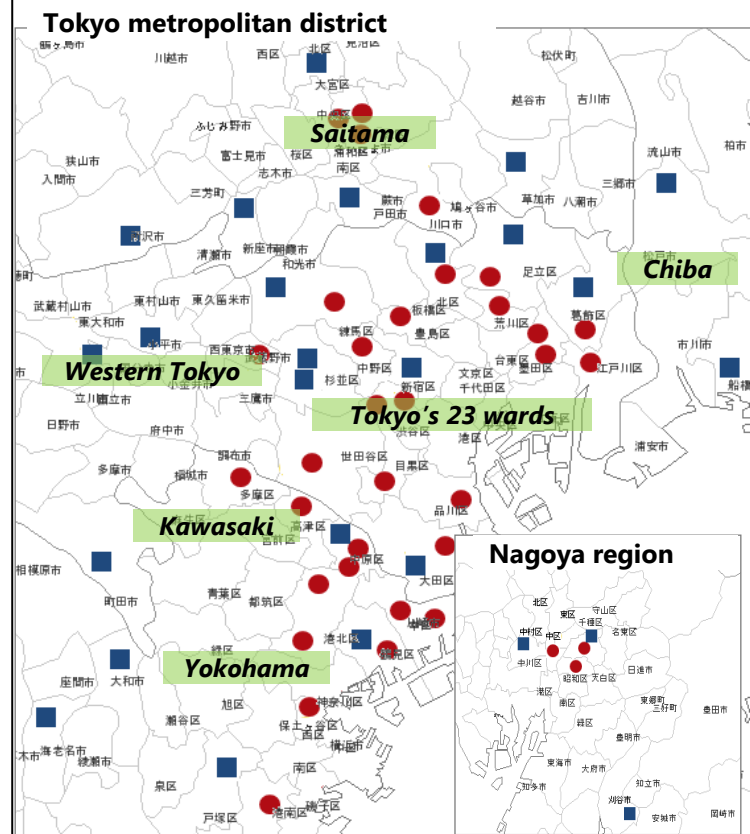 Tokyo metropolitan district
北区
川越市
西区
松伏町
大宮区
越谷市
吉川市
ふじみ野市
Saitama
柏市
狭山市
富士見市
桜区
南区
流山市
入間市
志木市
三芳町
三郷市
蕨市
戸田市
鳩ヶ谷市
草加市
八潮市
川口市
清瀬市
新座市
朝霞市
和光市
足立区
松戸市
Chiba
武蔵村山市
東村山市
東久留米市
板橋区
北区
葛飾区
東大和市
練馬区
豊島区
荒川区
市川市
西東京市
中野区
文京区
台東区
墨田区
江戸川区
Western Tokyo
杉並区
新宿区
千代田区
船橋
小金井市
立川市
国立市
三鷹市
Tokyo's 23 wards
日野市
府中市
渋谷区
港区
浦安市
調布市
世田谷区
目黒区
多摩市
稲城市
多摩区
品川区
Kawasaki
高津区
宮前区
中原区
相模原市
大田区
町田市
青葉区
都筑区
緑区
港北区
鶴見区
Yokohama
座間市
大和市
瀬谷区
旭区
神奈川区
保土ヶ谷区
西区
海老名市
綾瀬市
泉区
南区
戸塚区
港南区
磯子区
Nagoya region
北区
東区
守山区
千種区
中村区
中区
名東区
中川区
昭和区
天白区
日進市
港区
南区
東郷町
三好町
豊田市
緑区
豊明市
東海市
大府市
知多市
知立市
刈谷市
安城市
岡崎市